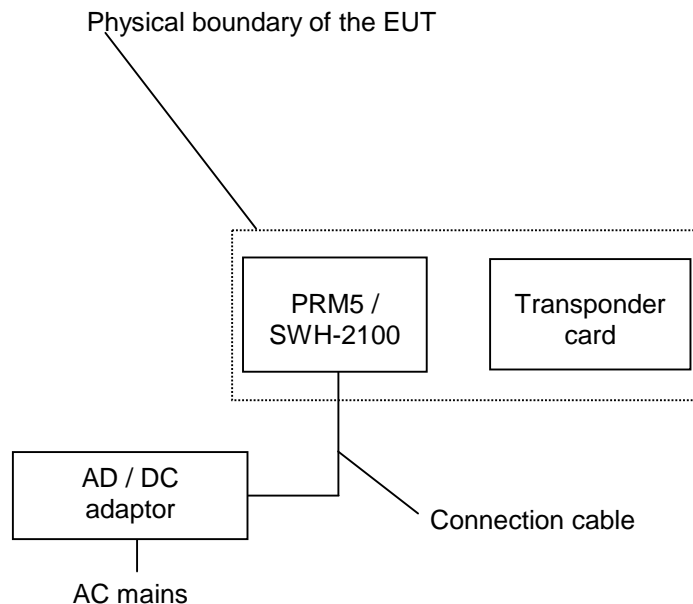 Physical boundary of the EUT
PRM5 /
SWH-2100
Transponder
card
AD / DC
adaptor
Connection cable
AC mains